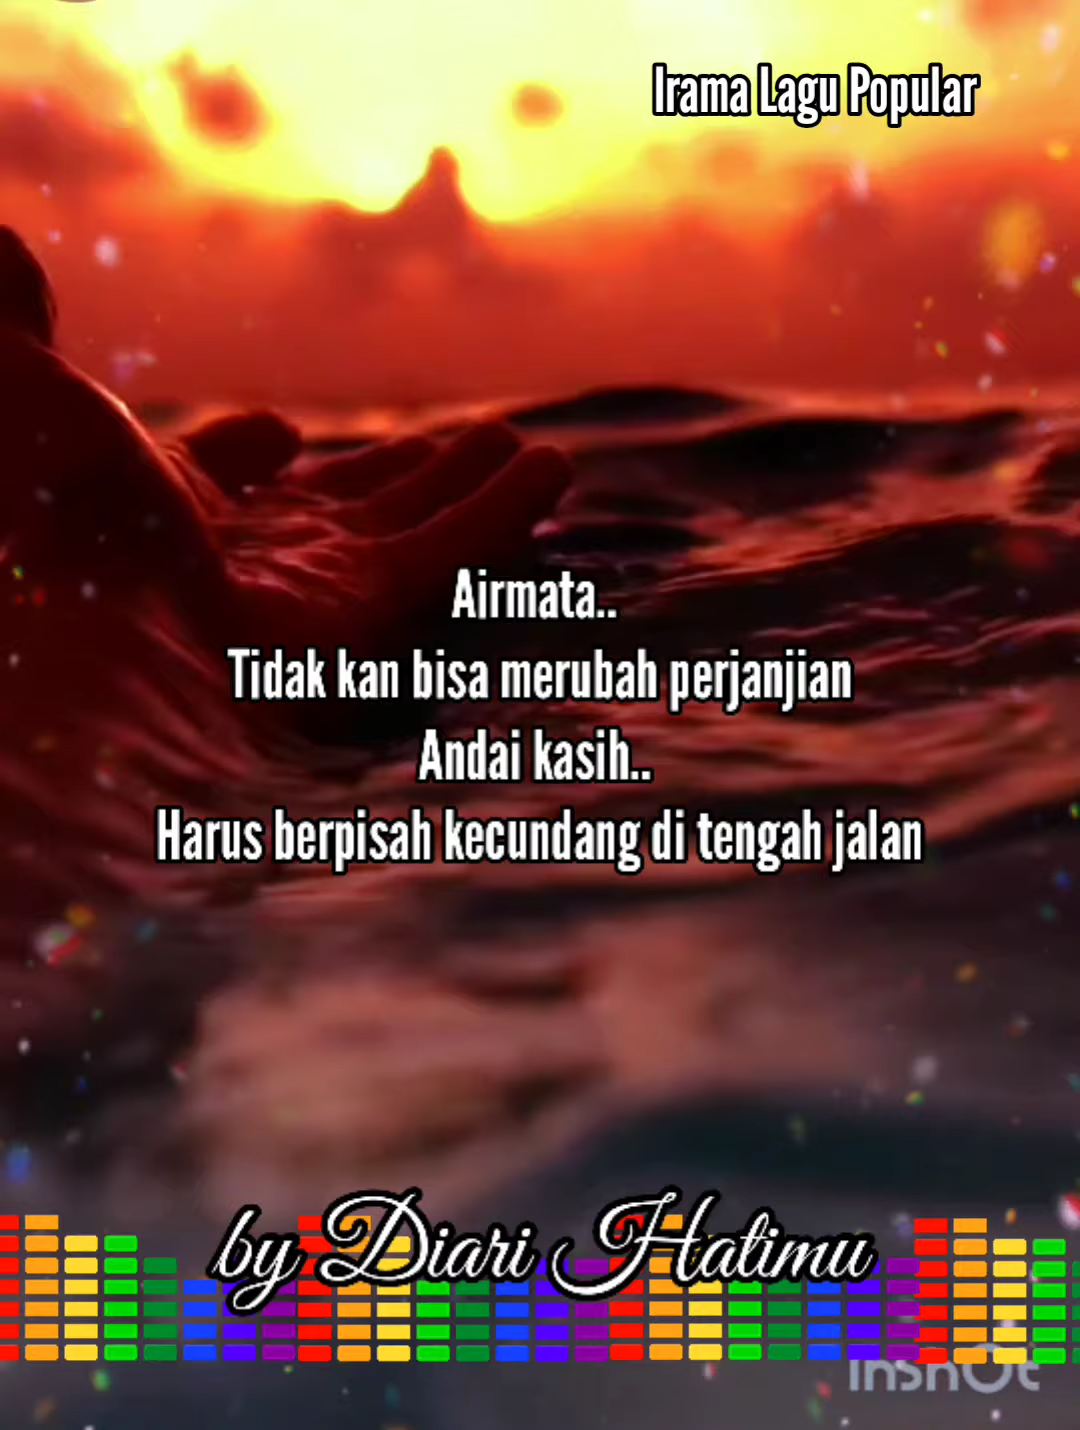 Irama Lagu Popular
Airmata..
Tidak kan bisa merubah perjanjian
Andai kasih..
Harus berpisah kecundang di tengah jalan
by Diari Hatimu
InShOt